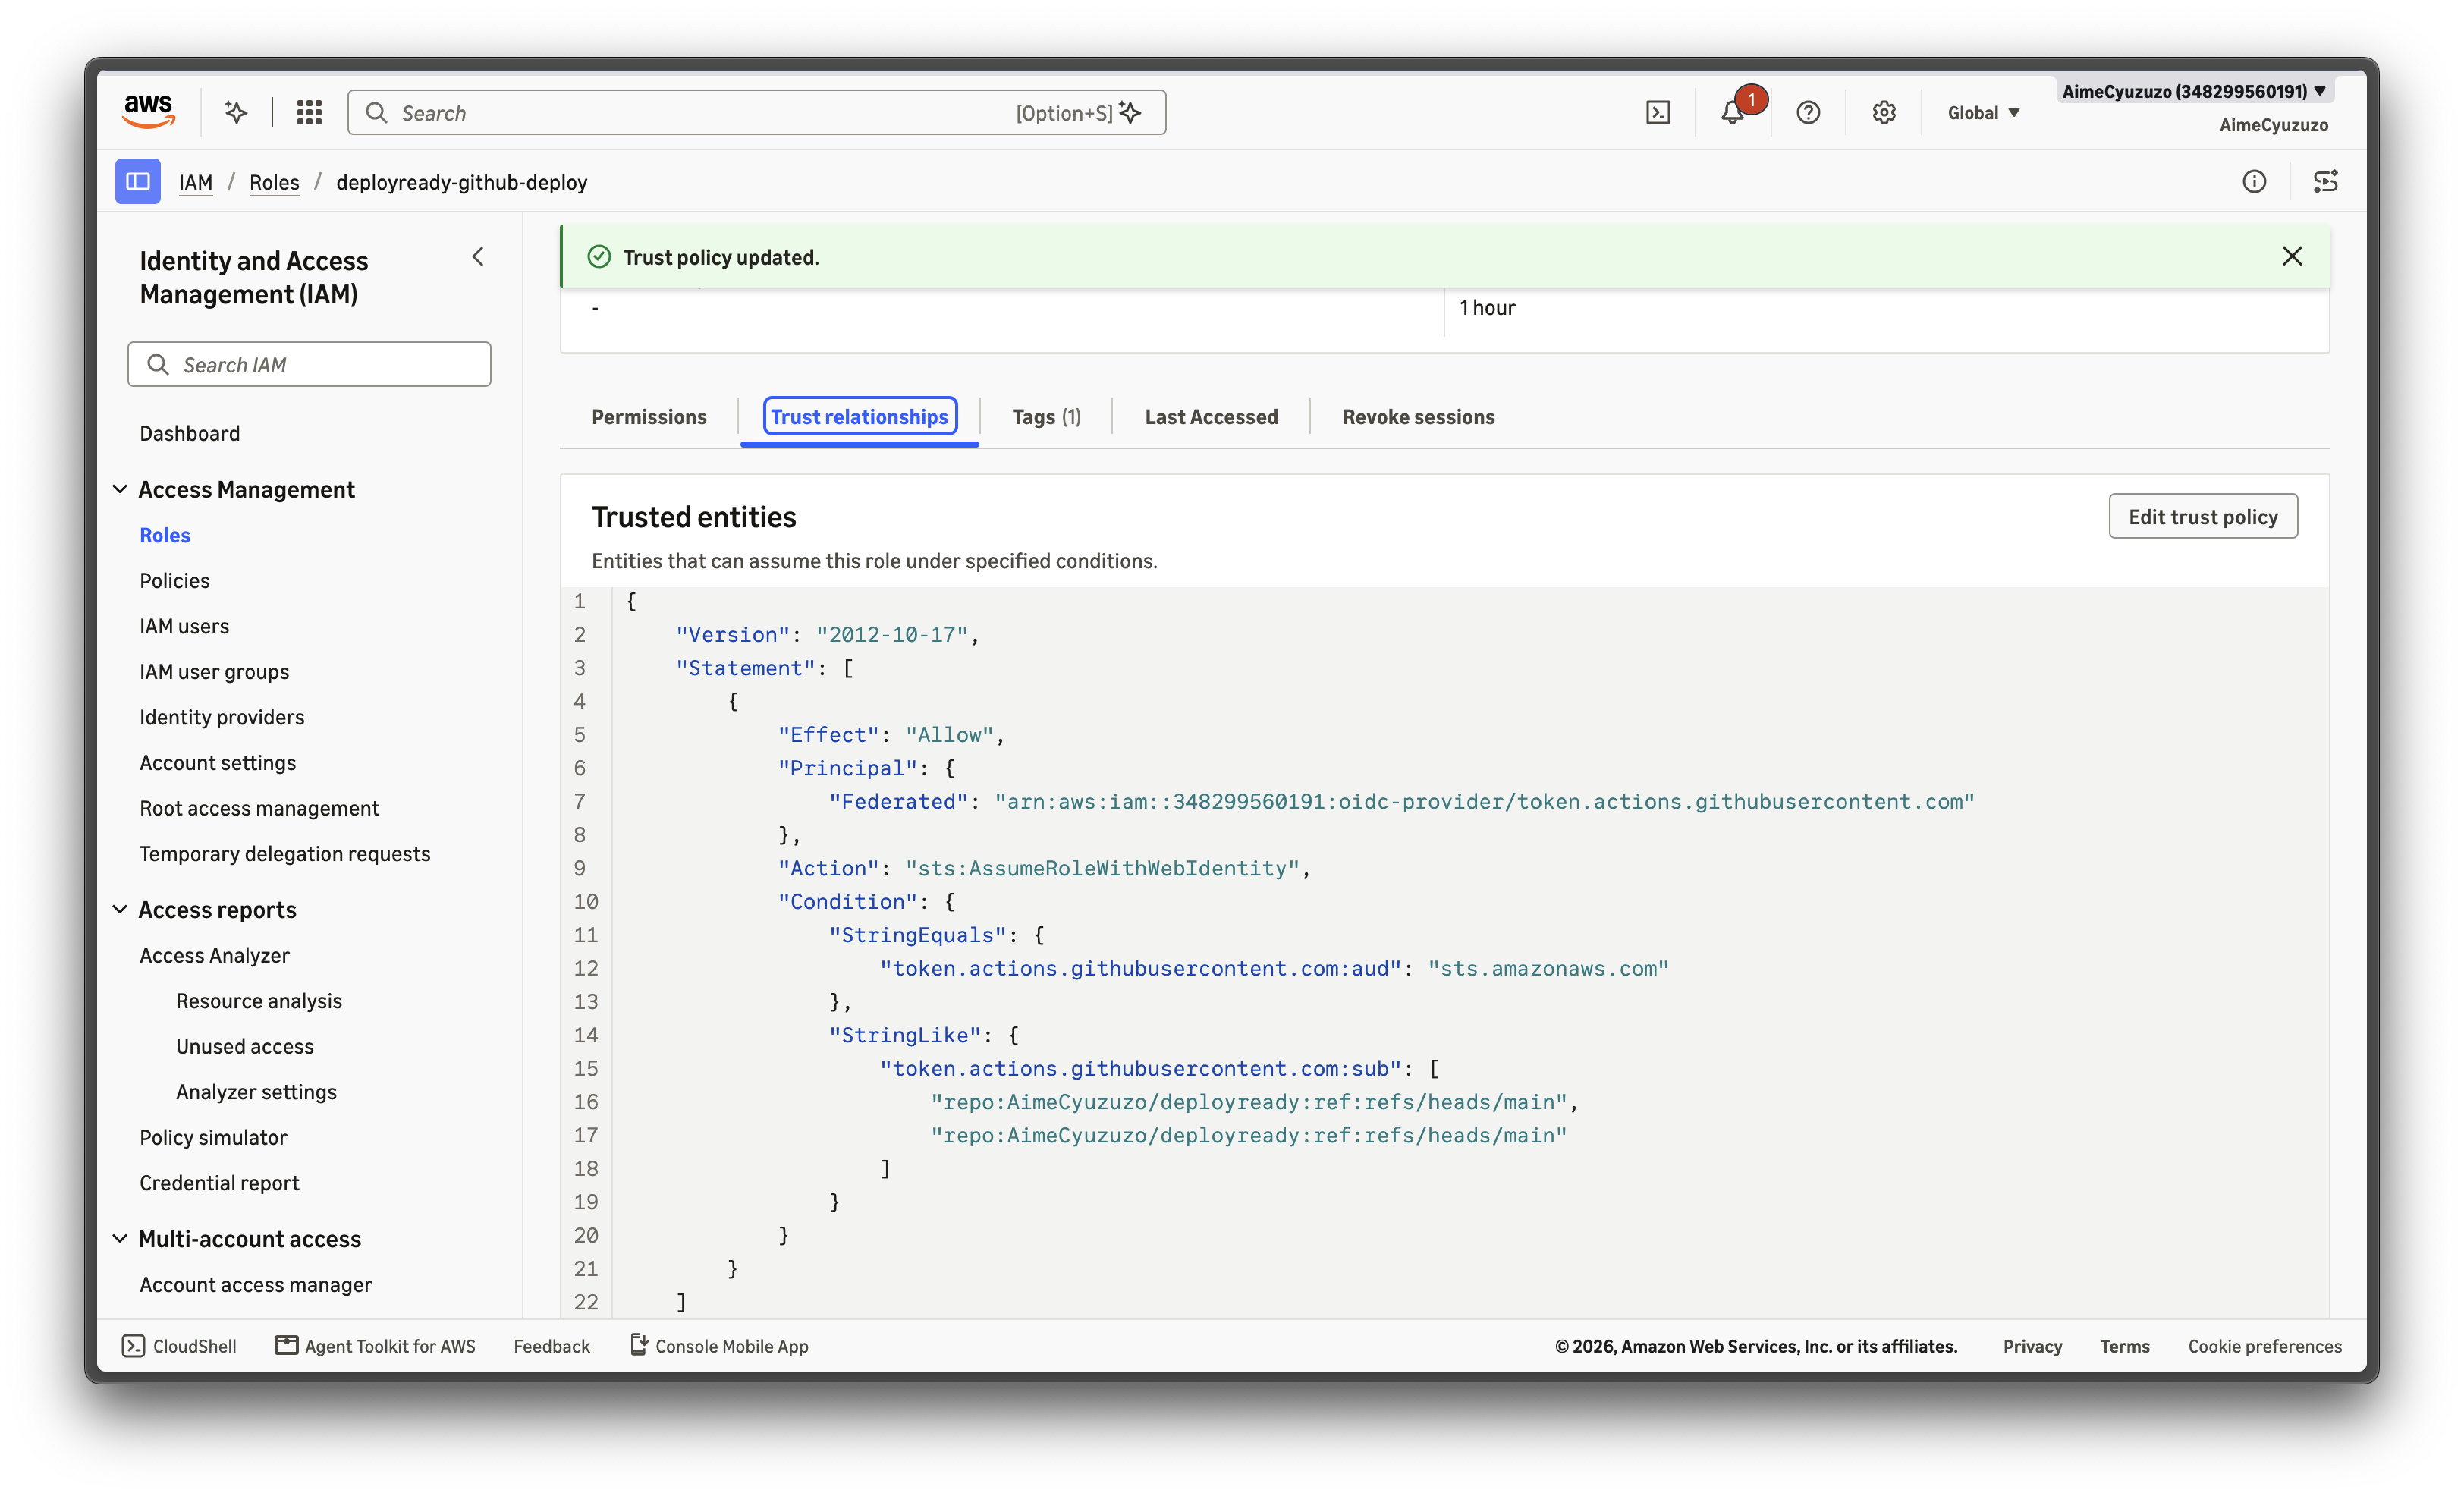 aws
Search
[Option+S]
1
Global
AimeCyuzuzo (348299560191)
AimeCyuzuzo
IAM / Roles / deployready-github-deploy
Identity and Access
Management (IAM)
Search IAM
Dashboard
Access Management
Roles
Policies
IAM users
IAM user groups
Identity providers
Account settings
Root access management
Temporary delegation requests
Access reports
Access Analyzer
Resource analysis
Unused access
Analyzer settings
Policy simulator
Credential report
Multi-account access
Account access manager
Trust policy updated.
-
1 hour
Permissions
Trust relationships
Tags (1)
Last Accessed
Revoke sessions
Trusted entities
Edit trust policy
Entities that can assume this role under specified conditions.
1 {
2 "Version": "2012-10-17",
3 "Statement": [
4 {
5 "Effect": "Allow",
6 "Principal": {
7 "Federated": "arn:aws:iam::348299560191:oidc-provider/token.actions.githubusercontent.com"
8 },
9 "Action": "sts:AssumeRoleWithWebIdentity",
10 "Condition": {
11 "StringEquals": {
12 "token.actions.githubusercontent.com:aud": "sts.amazonaws.com"
13 },
14 "StringLike": {
15 "token.actions.githubusercontent.com:sub": [
16 "repo:AimeCyuzuzo/deployready:ref:refs/heads/main",
17 "repo:AimeCyuzuzo/deployready:ref:refs/heads/main"
18 ]
19 }
20 }
21 }
22 ]
CloudShell
Agent Toolkit for AWS
Feedback
Console Mobile App
© 2026, Amazon Web Services, Inc. or its affiliates.
Privacy
Terms
Cookie preferences